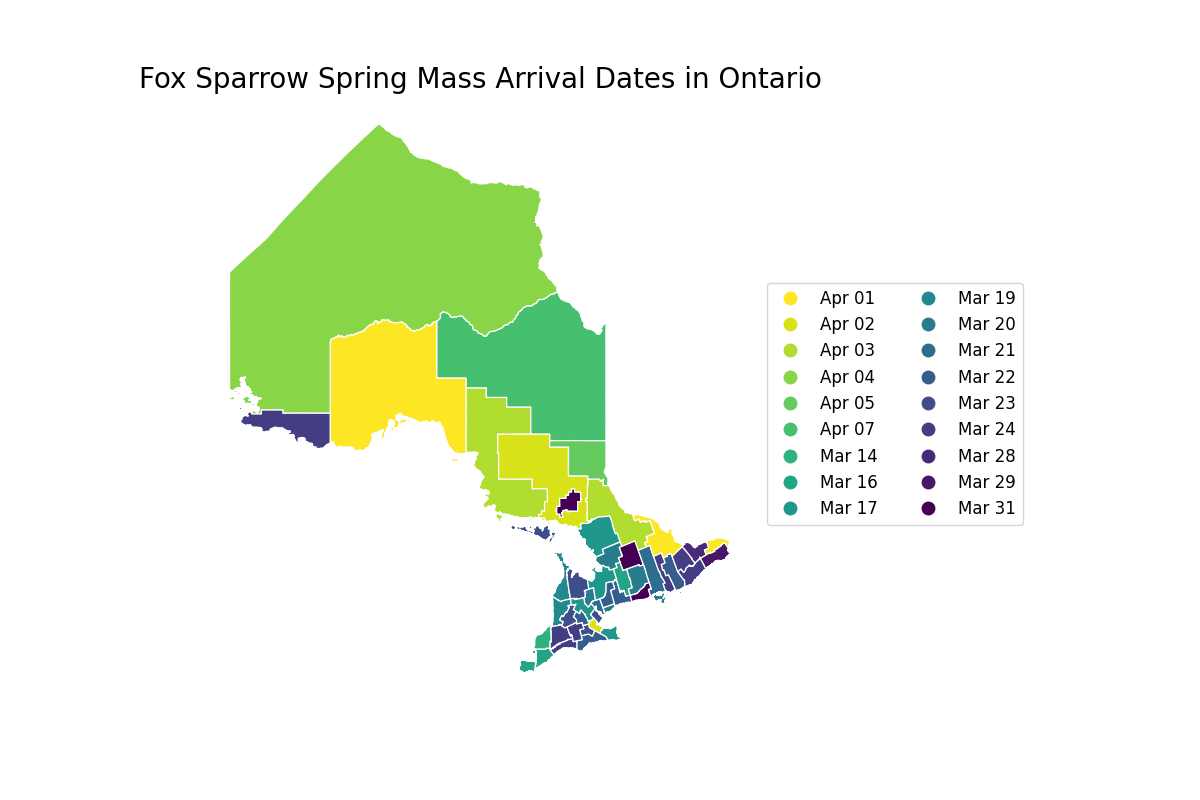 Fox Sparrow Spring Mass Arrival Dates in Ontario
Apr 01
Apr 02
Apr 03
Apr 04
Apr 05
Apr 07
Mar 14
Mar 16
Mar 17
Mar 19
Mar 20
Mar 21
Mar 22
Mar 23
Mar 24
Mar 28
Mar 29
Mar 31